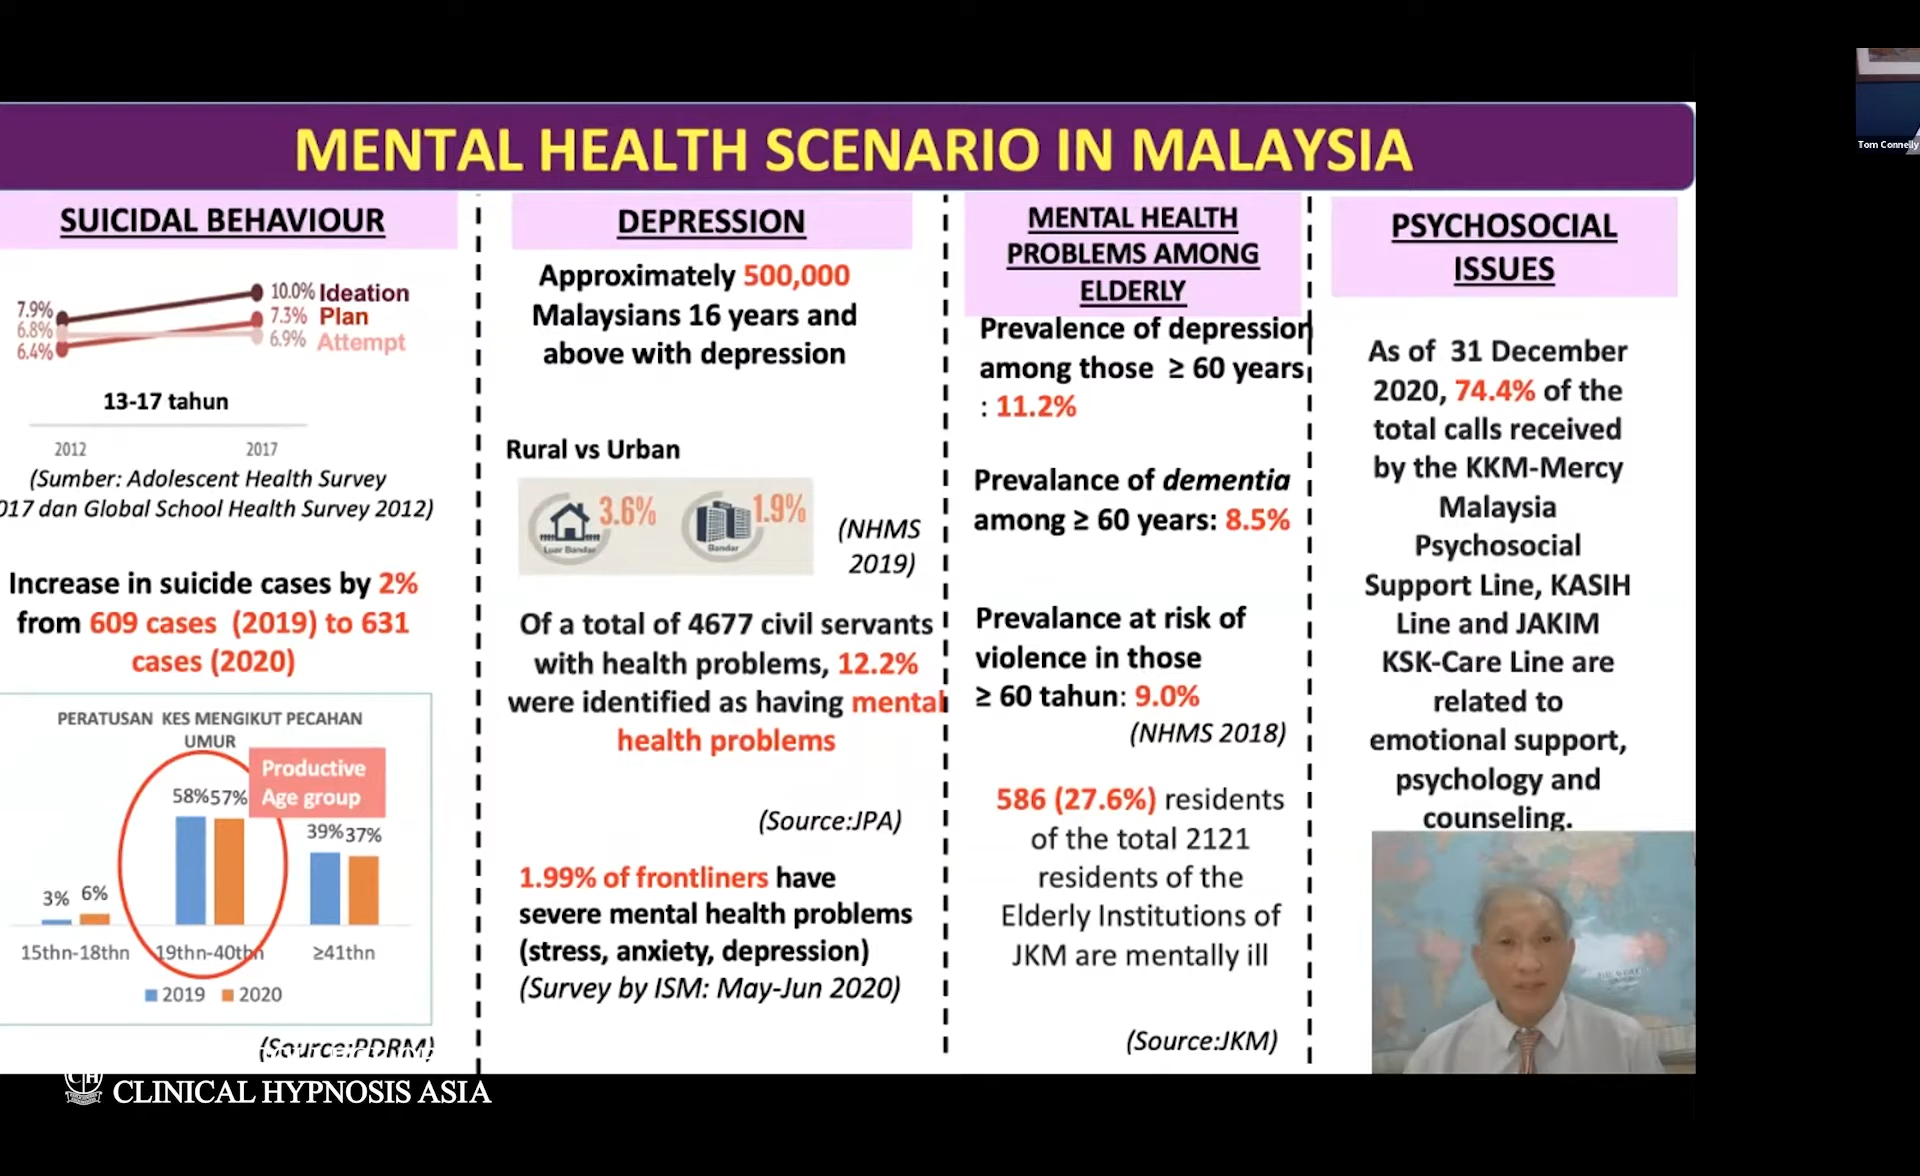 Tom Connelly
MENTAL HEALTH SCENARIO IN MALAYSIA
SUICIDAL BEHAVIOUR
7.9%
6.8%
6.4%
10.0% Ideation
7.3% Plan
6.9% Attempt
13-17 tahun
2012
2017
(Sumber: Adolescent Health Survey
017 dan Global School Health Survey 2012)
Increase in suicide cases by 2%
from 609 cases (2019) to 631
cases (2020)
PERATUSAN KES MENGIKUT PECAHAN
UMUR
Productive
Age group
3%
6%
58%
57%
39%
37%
15thn-18thn
19thn-40thn
≥41thn
2019
2020
(Source:PDRM)
DEPRESSION
Approximately 500,000
Malaysians 16 years and
above with depression
Rural vs Urban
3.6%
Luar Bandar
1.9%
Bandar
(NHMS
2019)
Of a total of 4677 civil servants
with health problems, 12.2%
were identified as having mental
health problems
(Source:JPA)
1.99% of frontliners have
severe mental health problems
(stress, anxiety, depression)
(Survey by ISM: May-Jun 2020)
MENTAL HEALTH
PROBLEMS AMONG
ELDERLY
Prevalence of depression
among those ≥ 60 years
: 11.2%
Prevalance of dementia
among ≥ 60 years: 8.5%
Prevalance at risk of
violence in those
≥ 60 tahun: 9.0%
(NHMS 2018)
586 (27.6%) residents
of the total 2121
residents of the
Elderly Institutions of
JKM are mentally ill
(Source:JKM)
PSYCHOSOCIAL
ISSUES
As of 31 December
2020, 74.4% of the
total calls received
by the KKM-Mercy
Malaysia
Psychosocial
Support Line, KASIH
Line and JAKIM
KSK-Care Line are
related to
emotional support,
psychology and
counseling.
CLINICAL HYPNOSIS ASIA